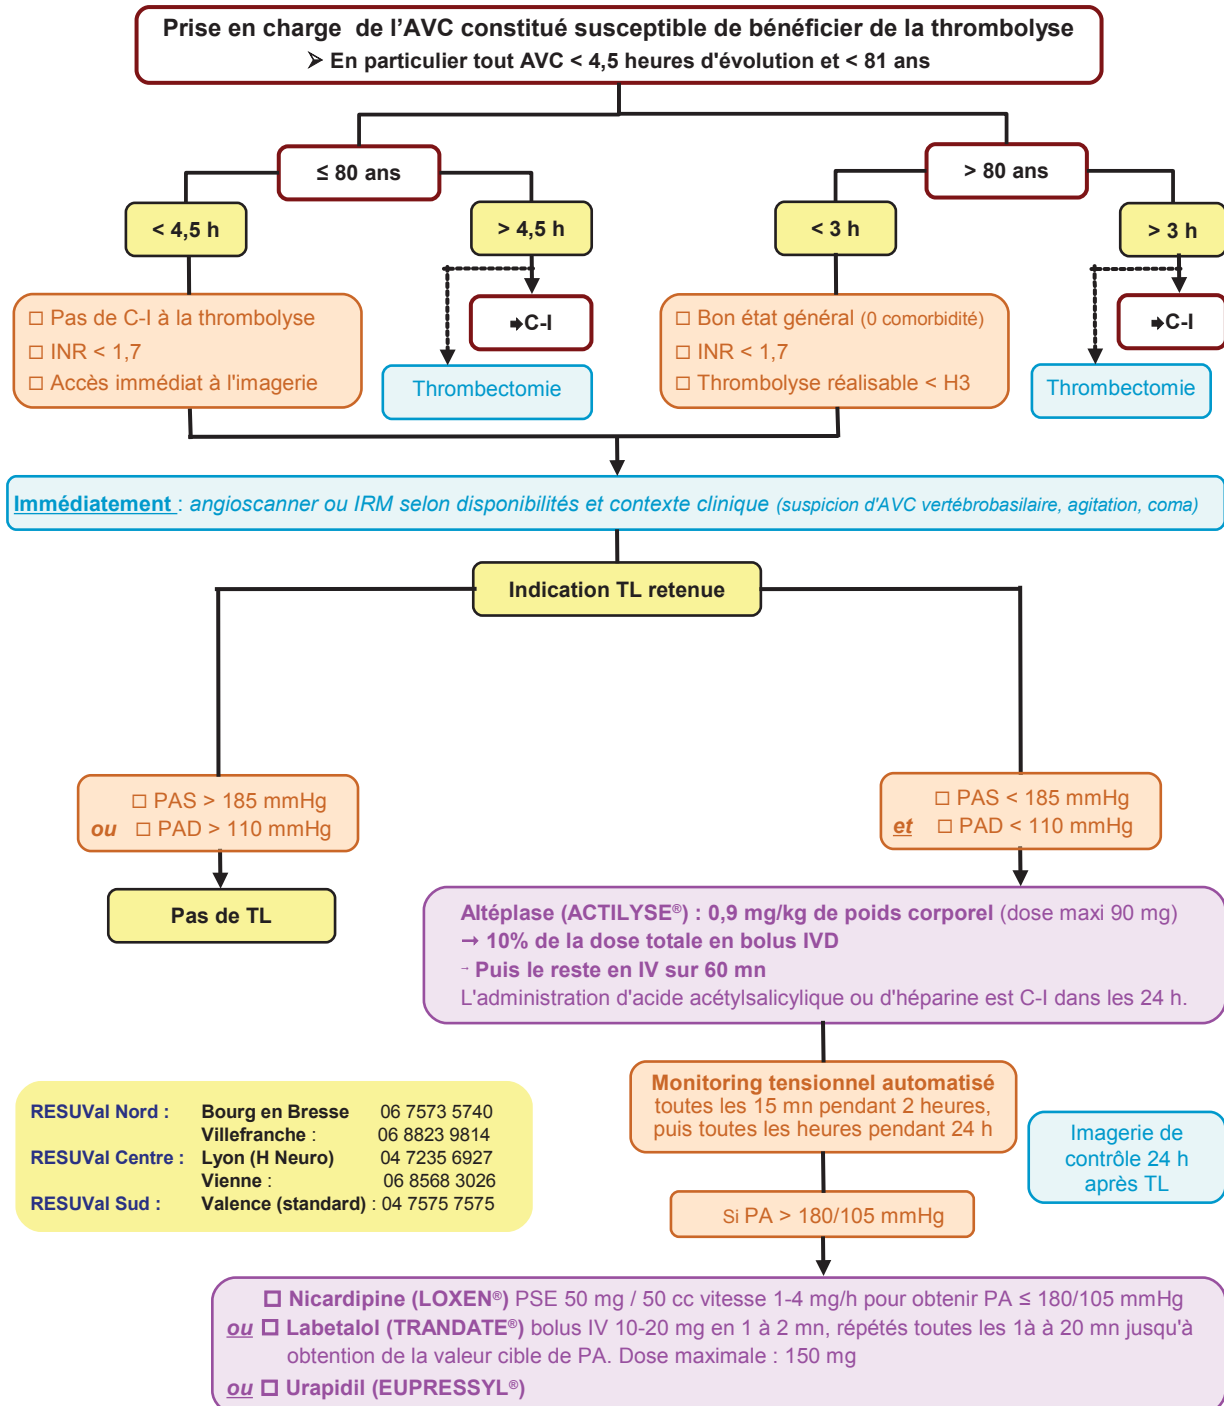 Prise en charge de l'AVC constitué susceptible de bénéficier de la thrombolyse
➢ En particulier tout AVC < 4,5 heures d'évolution et < 81 ans
≤ 80 ans
> 80 ans
< 4,5 h
> 4,5 h
< 3 h
> 3 h
□ Pas de C-I à la thrombolyse
□ INR < 1,7
□ Accès immédiat à l'imagerie
➡C-I
Thrombectomie
□ Bon état général (0 comorbidité)
□ INR < 1,7
□ Thrombolyse réalisable < H3
➡C-I
Thrombectomie
Immédiatement : angioscanner ou IRM selon disponibilités et contexte clinique (suspicion d'AVC vertébrobasilaire, agitation, coma)
Indication TL retenue
□ PAS > 185 mmHg
ou □ PAD > 110 mmHg
□ PAS < 185 mmHg
et □ PAD < 110 mmHg
Pas de TL
Altéplase (ACTILYSE®) : 0,9 mg/kg de poids corporel (dose maxi 90 mg)
→ 10% de la dose totale en bolus IVD
→ Puis le reste en IV sur 60 mn
L'administration d'acide acétylsalicylique ou d'héparine est C-I dans les 24 h.
Monitoring tensionnel automatisé
toutes les 15 mn pendant 2 heures,
puis toutes les heures pendant 24 h
Imagerie de
contrôle 24 h
après TL
RESUVal Nord : Bourg en Bresse 06 7573 5740
Villefranche : 06 8823 9814
RESUVal Centre : Lyon (H Neuro) 04 7235 6927
Vienne : 06 8568 3026
RESUVal Sud : Valence (standard) : 04 7575 7575
Si PA > 180/105 mmHg
□ Nicardipine (LOXEN®) PSE 50 mg / 50 cc vitesse 1-4 mg/h pour obtenir PA ≤ 180/105 mmHg
ou □ Labetalol (TRANDATE®) bolus IV 10-20 mg en 1 à 2 mn, répétés toutes les 1à à 20 mn jusqu'à
obtention de la valeur cible de PA. Dose maximale : 150 mg
ou □ Urapidil (EUPRESSYL®)